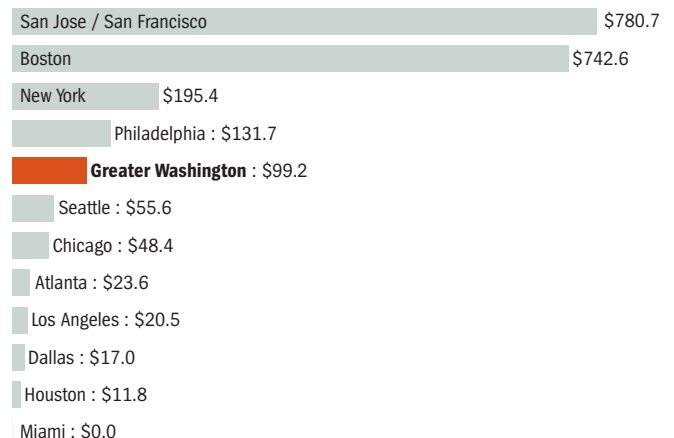 San Jose / San Francisco $780.7
Boston $742.6
New York $195.4
Philadelphia : $131.7
Greater Washington : $99.2
Seattle : $55.6
Chicago : $48.4
Atlanta : $23.6
Los Angeles : $20.5
Dallas : $17.0
Houston : $11.8
Miami : $0.0